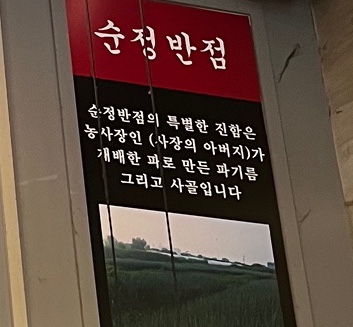 순정반점
순정반점의 특별한 진함은
농사장인 (사장의 아버지)가
재배한 파로 만든 파기름
그리고 사골입니다